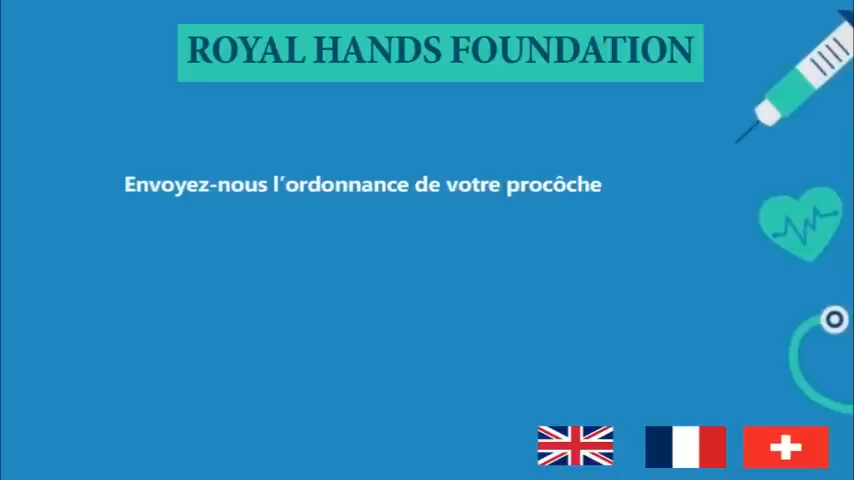 ROYAL HANDS FOUNDATION
Envoyez-nous l’ordonnance de votre procôche